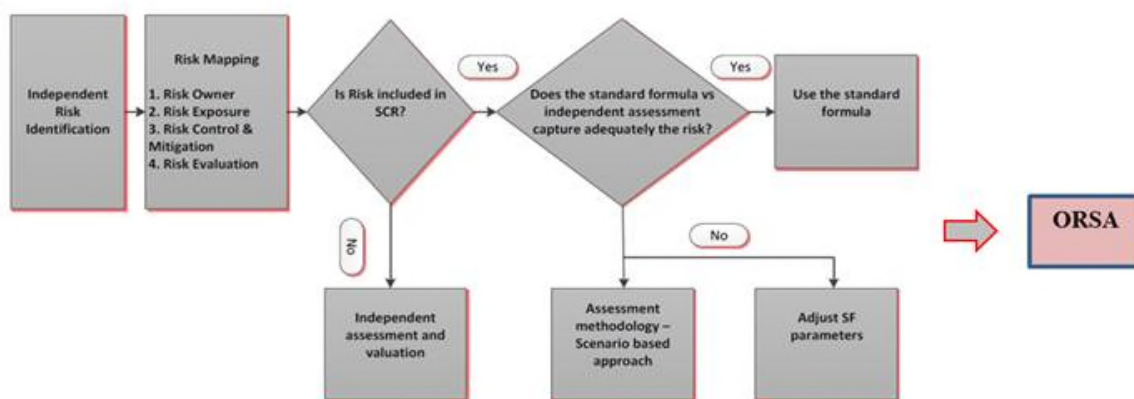 Independent
Risk
Identification
Risk Mapping
1. Risk Owner
2. Risk Exposure
3. Risk Control &
Mitigation
4. Risk Evaluation
Is Risk included in
SCR?
Yes
Does the standard formula vs
independent assessment
capture adequately the risk?
Yes
Use the standard
formula
ORSA
No
No
Independent
assessment and
valuation
Assessment
methodology –
Scenario based
approach
Adjust SF
parameters